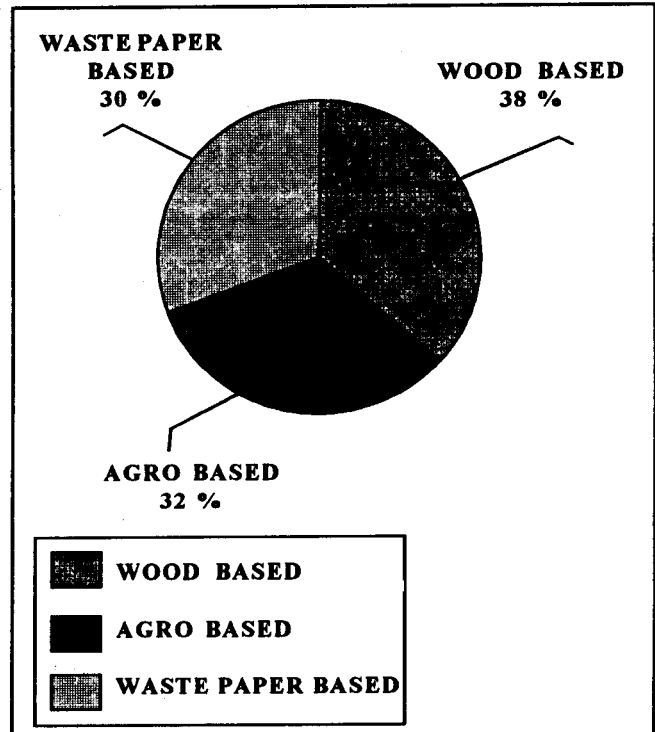 WASTE PAPER
BASED
30 %
WOOD BASED
38 %
AGRO BASED
32 %
WOOD BASED
AGRO BASED
WASTE PAPER BASED